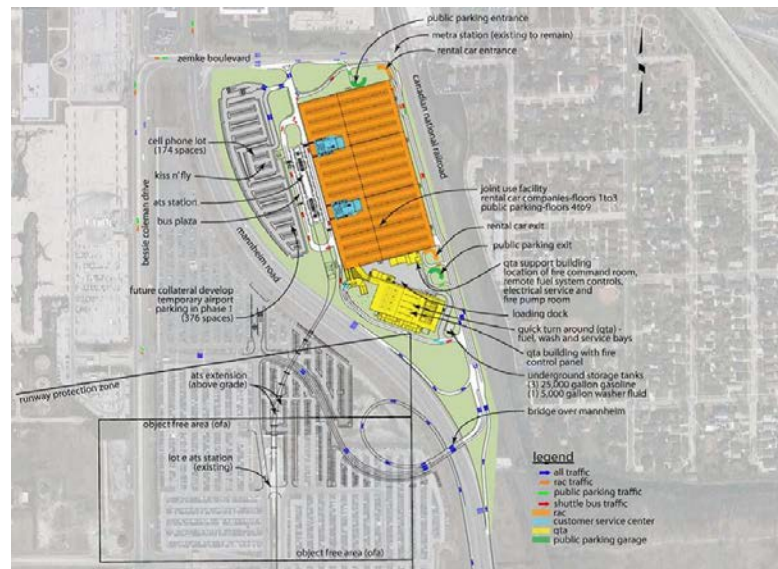 public parking entrance
metra station (existing to remain)
rental car entrance
zemke boulevard
canadian national railroad
cell phone lot
(174 spaces)
kiss n' fly
ats station
bus plaza
bessie coleman drive
mannheim road
joint use facility
rental car companies-floors 1to3
public parking-floors 4to9
rental car exit
public parking exit
qta support building
location of fire command room,
remote fuel system controls,
electrical service and
fire pump room
loading dock
quick turn around (qta) -
fuel, wash and service bays
qta building with fire
control panel
underground storage tanks
(3) 25,000 gallon gasoline
(1) 5,000 gallon washer fluid
bridge over mannheim
future collateral develop
temporary airport
parking in phase 1
(376 spaces)
runway protection zone
ats extension
(above grade)
object free area (ofa)
lot e ats station
(existing)
object free area (ofa)
legend
all traffic
rac traffic
public parking traffic
shuttle bus traffic
rac
customer service center
qta
public parking garage